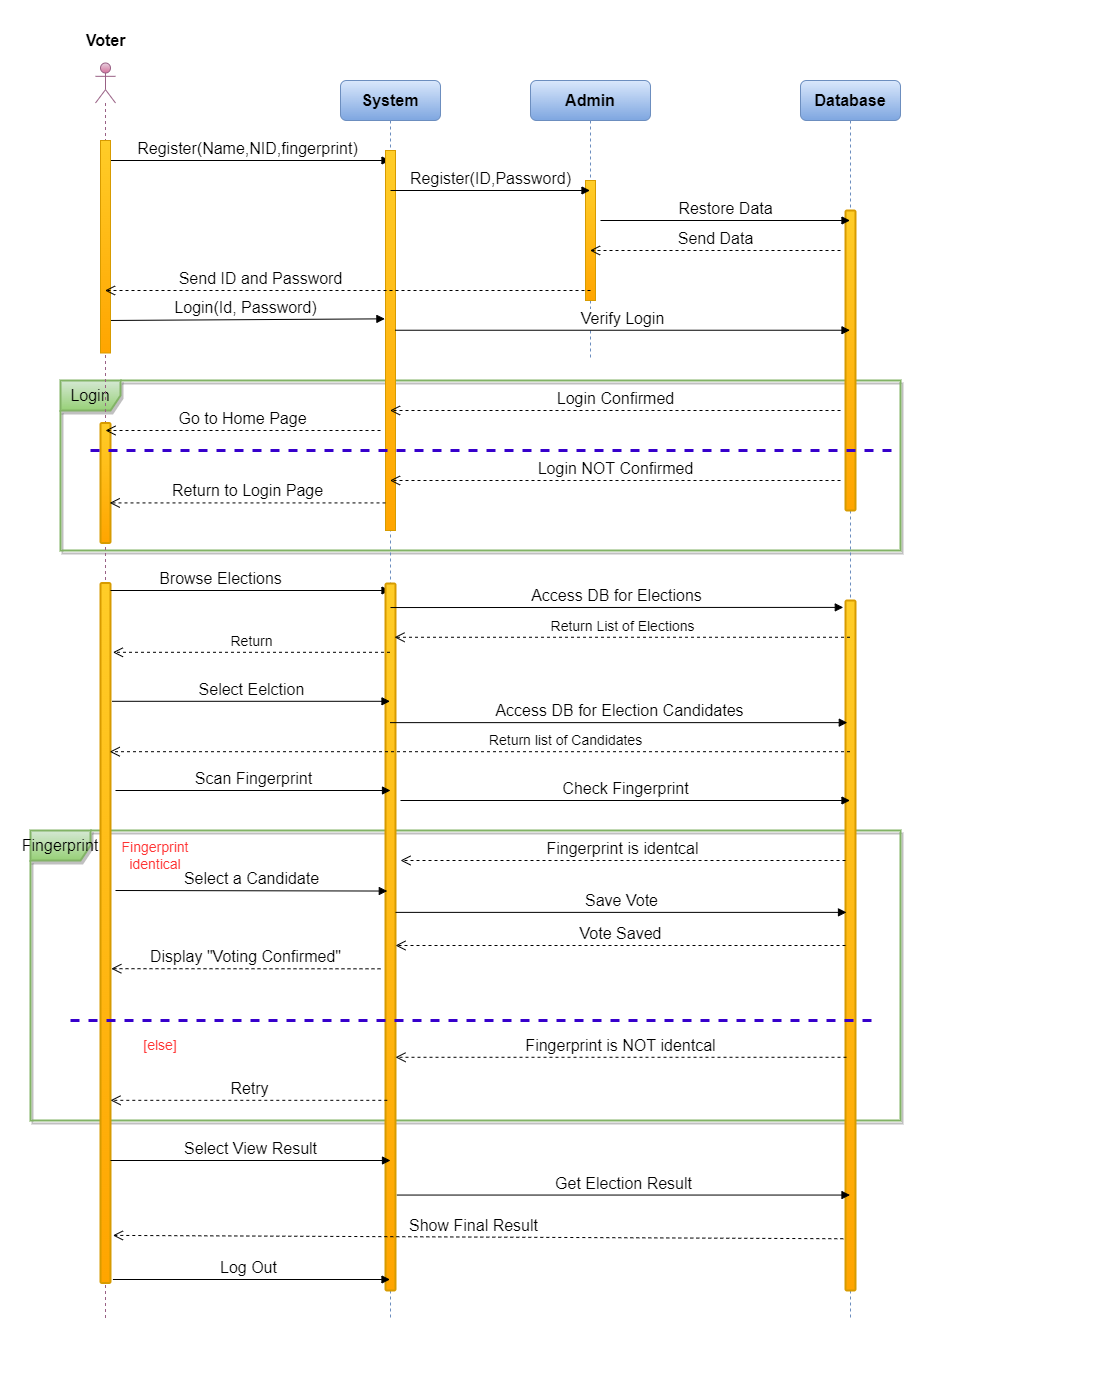 Voter
System
Admin
Database
Register(Name,NID,fingerprint)
Register(ID,Password)
Restore Data
Send Data
Send ID and Password
Login(Id, Password)
Verify Login
Login
Login Confirmed
Go to Home Page
Login NOT Confirmed
Return to Login Page
Browse Elections
Access DB for Elections
Return List of Elections
Return
Select Eelction
Access DB for Election Candidates
Return list of Candidates
Scan Fingerprint
Check Fingerprint
Fingerprint
Fingerprint
identical
Fingerprint is identcal
Select a Candidate
Save Vote
Vote Saved
Display "Voting Confirmed"
[else]
Fingerprint is NOT identcal
Retry
Select View Result
Get Election Result
Show Final Result
Log Out